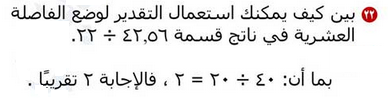 ٢٢ بين كيف يمكنك استعمال التقدير لوضع الفاصلة
العشرية في ناتج قسمة ٤٢,٥٦ ÷ ٢٢.
بما أن: ٤٠ ÷ ٢٠ = ٢ ، فالإجابة ٢ تقريبًا .